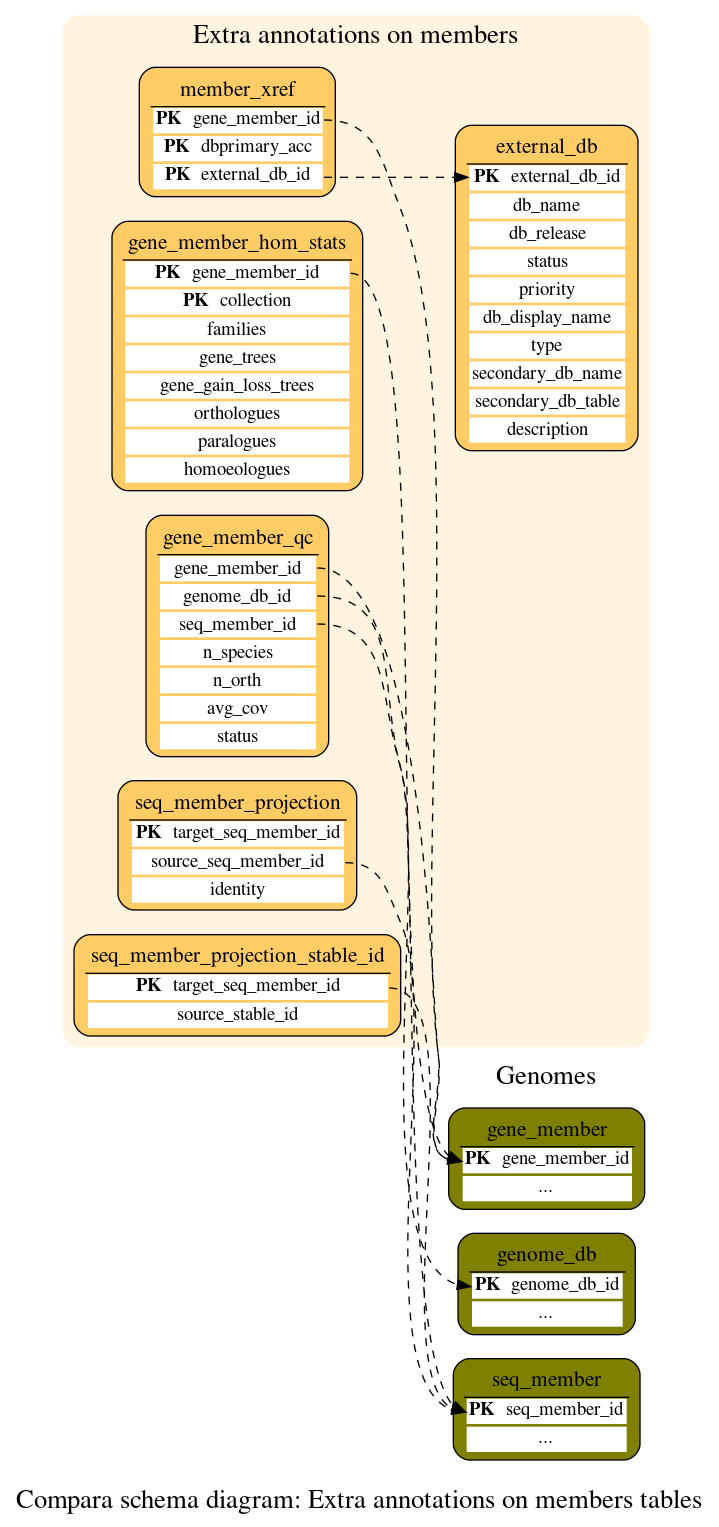 Extra annotations on members
member_xref
PK gene_member_id
PK dbprimary_acc
PK external_db_id
external_db
PK external_db_id
db_name
db_release
status
priority
db_display_name
type
secondary_db_name
secondary_db_table
description
gene_member_hom_stats
PK gene_member_id
PK collection
families
gene_trees
gene_gain_loss_trees
orthologues
paralogues
homoeologues
gene_member_qc
gene_member_id
genome_db_id
seq_member_id
n_species
n_orth
avg_cov
status
seq_member_projection
PK target_seq_member_id
source_seq_member_id
identity
seq_member_projection_stable_id
PK target_seq_member_id
source_stable_id
Genomes
gene_member
PK gene_member_id
...
genome_db
PK genome_db_id
...
seq_member
PK seq_member_id
...
Compara schema diagram: Extra annotations on members tables